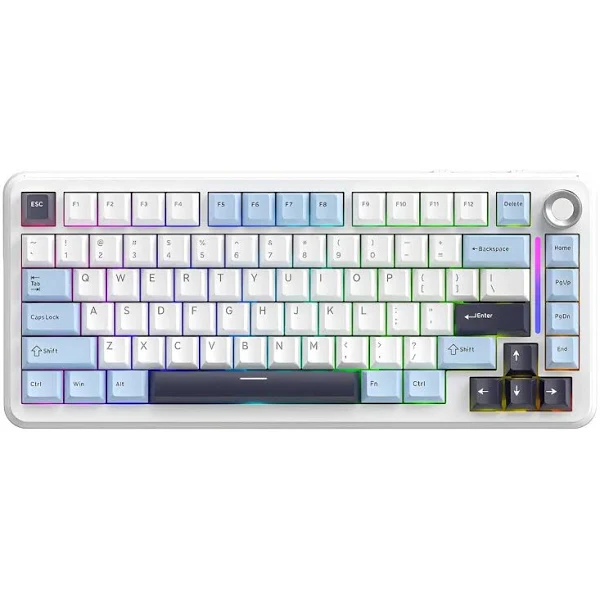 ESC F1 F2 F3 F4 F5 F6 F7 F8 F9 F10 F11 F12 Delete
~ ! @ # $ % ^ & * ( ) _ +
` 1 2 3 4 5 6 7 8 9 0 - = ←Backspace Home
Tab Q W E R T Y U I O P { [ } ] | \ PgUp
Caps Lock A S D F G H J K L : ; " ' Enter PgDn
Shift Z X C V B N M < , > . ? / Shift ↑ End
Ctrl Win Alt Fn Ctrl ← ↓ →